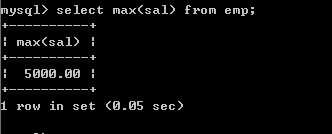 mysql> select max(sal) from emp;
+----------+
| max(sal) |
+----------+
| 5000.00 |
+----------+
1 row in set (0.05 sec)